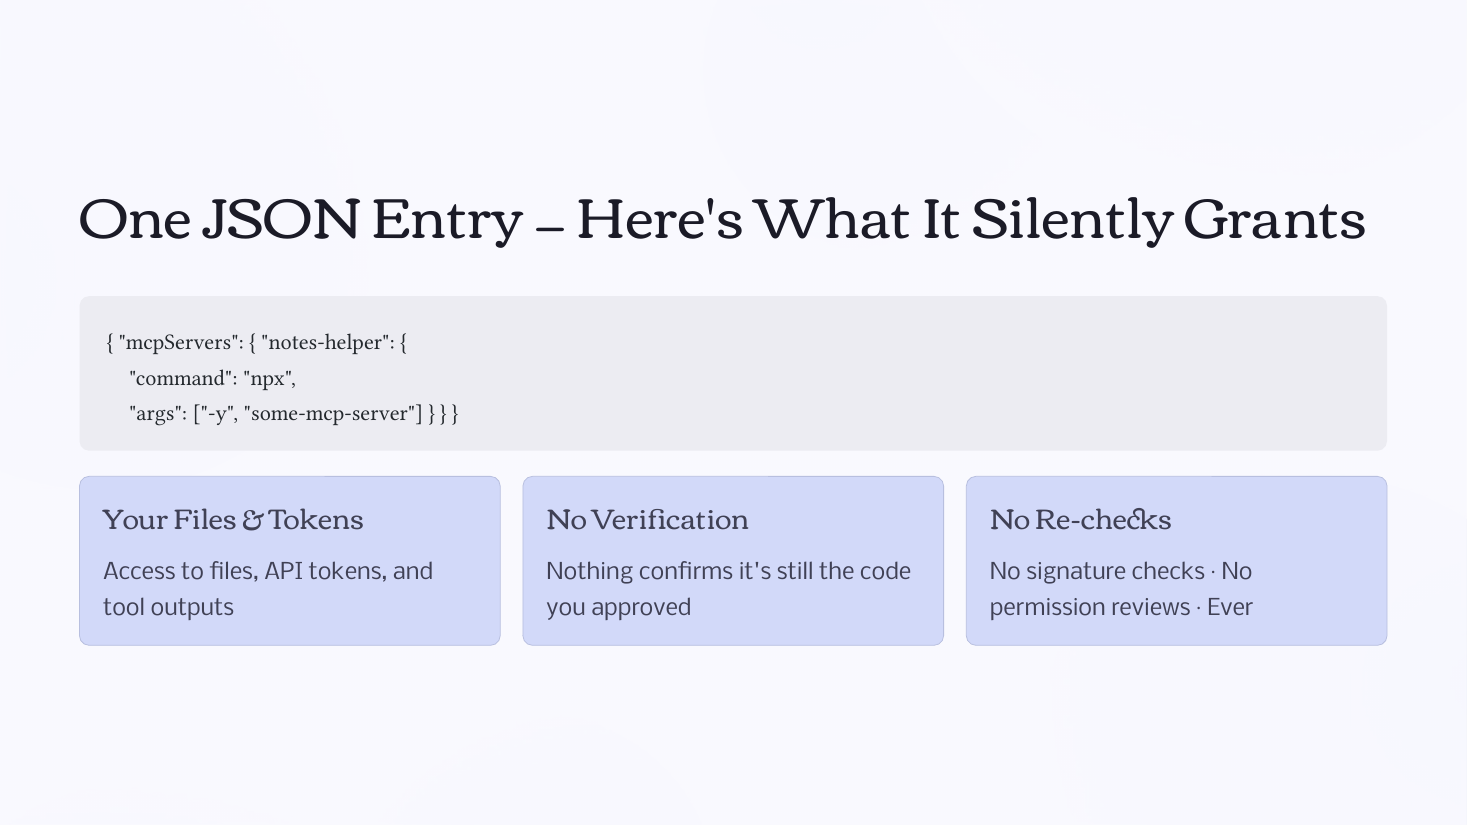 One JSON Entry – Here's What It Silently Grants
{ "mcpServers": { "notes-helper": {
"command": "npx",
"args": ["-y", "some-mcp-server"] } } }
Your Files & Tokens
Access to files, API tokens, and
tool outputs
No Verification
Nothing confirms it's still the code
you approved
No Re-checks
No signature checks · No
permission reviews · Ever